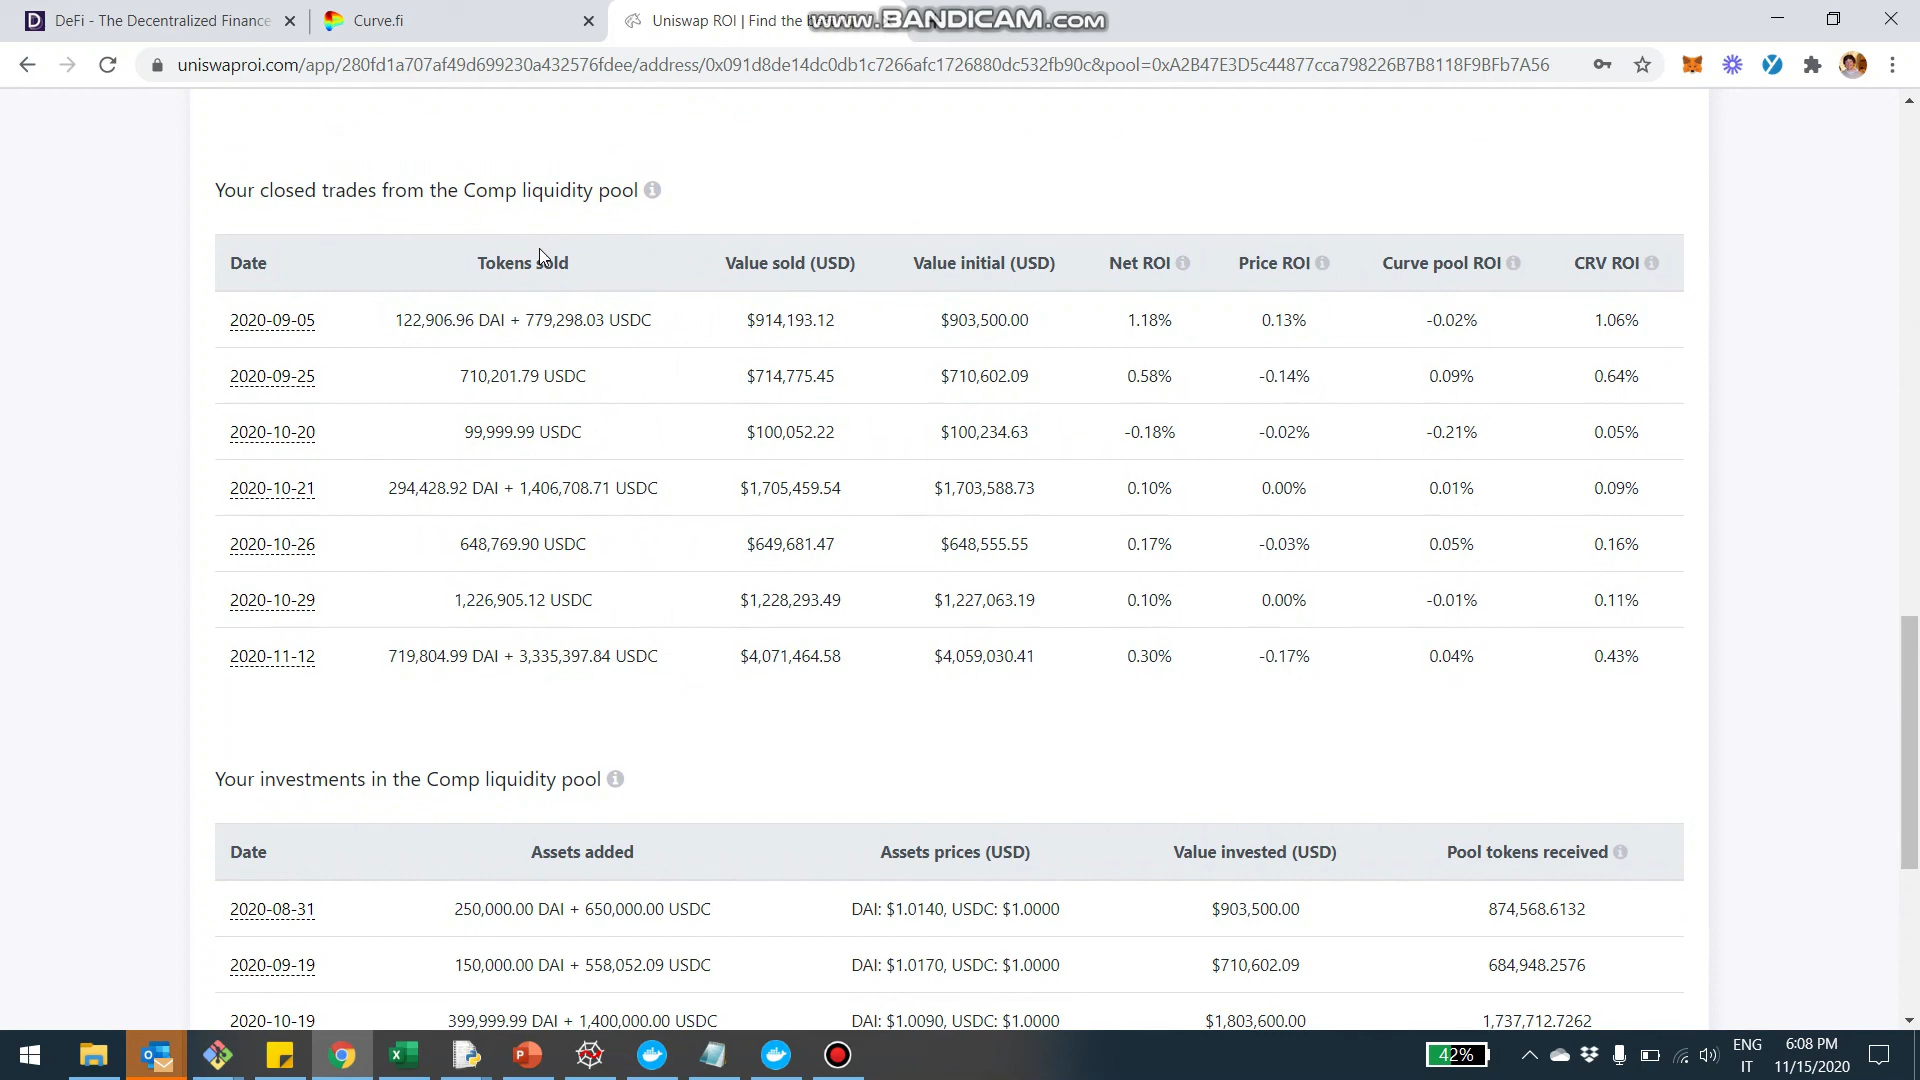 DeFi - The Decentralized Finance
Curve.fi
Uniswap ROI | Find the
www.BANDICAM.com
uniswaproi.com/app/280fd1a707af49d699230a432576fdee/address/0x091d8de14dc0db1c7266afc1726880dc532fb90c&pool=0xA2B47E3D5c44877cca798226B7B8118F9BFb7A56
Your closed trades from the Comp liquidity pool
Date Tokens sold Value sold (USD) Value initial (USD) Net ROI Price ROI Curve pool ROI CRV ROI
2020-09-05 122,906.96 DAI + 779,298.03 USDC $914,193.12 $903,500.00 1.18% 0.13% -0.02% 1.06%
2020-09-25 710,201.79 USDC $714,775.45 $710,602.09 0.58% -0.14% 0.09% 0.64%
2020-10-20 99,999.99 USDC $100,052.22 $100,234.63 -0.18% -0.02% -0.21% 0.05%
2020-10-21 294,428.92 DAI + 1,406,708.71 USDC $1,705,459.54 $1,703,588.73 0.10% 0.00% 0.01% 0.09%
2020-10-26 648,769.90 USDC $649,681.47 $648,555.55 0.17% -0.03% 0.05% 0.16%
2020-10-29 1,226,905.12 USDC $1,228,293.49 $1,227,063.19 0.10% 0.00% -0.01% 0.11%
2020-11-12 719,804.99 DAI + 3,335,397.84 USDC $4,071,464.58 $4,059,030.41 0.30% -0.17% 0.04% 0.43%
Your investments in the Comp liquidity pool
Date Assets added Assets prices (USD) Value invested (USD) Pool tokens received
2020-08-31 250,000.00 DAI + 650,000.00 USDC DAI: $1.0140, USDC: $1.0000 $903,500.00 874,568.6132
2020-09-19 150,000.00 DAI + 558,052.09 USDC DAI: $1.0170, USDC: $1.0000 $710,602.09 684,948.2576
2020-10-19 399,999.99 DAI + 1,400,000.00 USDC DAI: $1.0090, USDC: $1.0000 $1,803,600.00 1,737,712.7262
42%
ENG
IT
6:08 PM
11/15/2020